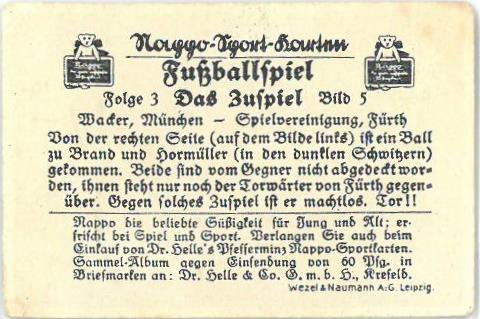 Nappo-Sport-Karten
Fußballspiel
Folge 3 Das Zuspiel Bild 5
Wacker, München – Spielvereinigung, Fürth
Von der rechten Seite (auf dem Bilde links) ist ein Ball
zu Brand und Hormüller (in den dunklen Schwitzern)
gekommen. Beide sind vom Gegner nicht abgedeckt wor-
den, ihnen steht nur noch der Torwärter von Fürth gegen-
über. Gegen solches Zuspiel ist er machtlos. Tor!!
Nappo die beliebte Süßigkeit für Jung und Alt; er-
frischt bei Spiel und Sport. Verlangen Sie auch beim
Einkauf von Dr. Helle's Pfefferminz Nappo-Sportkarten.
Sammel-Album gegen Einsendung von 60 Pfg. in
Briefmarken an: Dr. Helle & Co. G. m. b. H., Krefeld.
Wezel & Naumann A.-G. Leipzig.